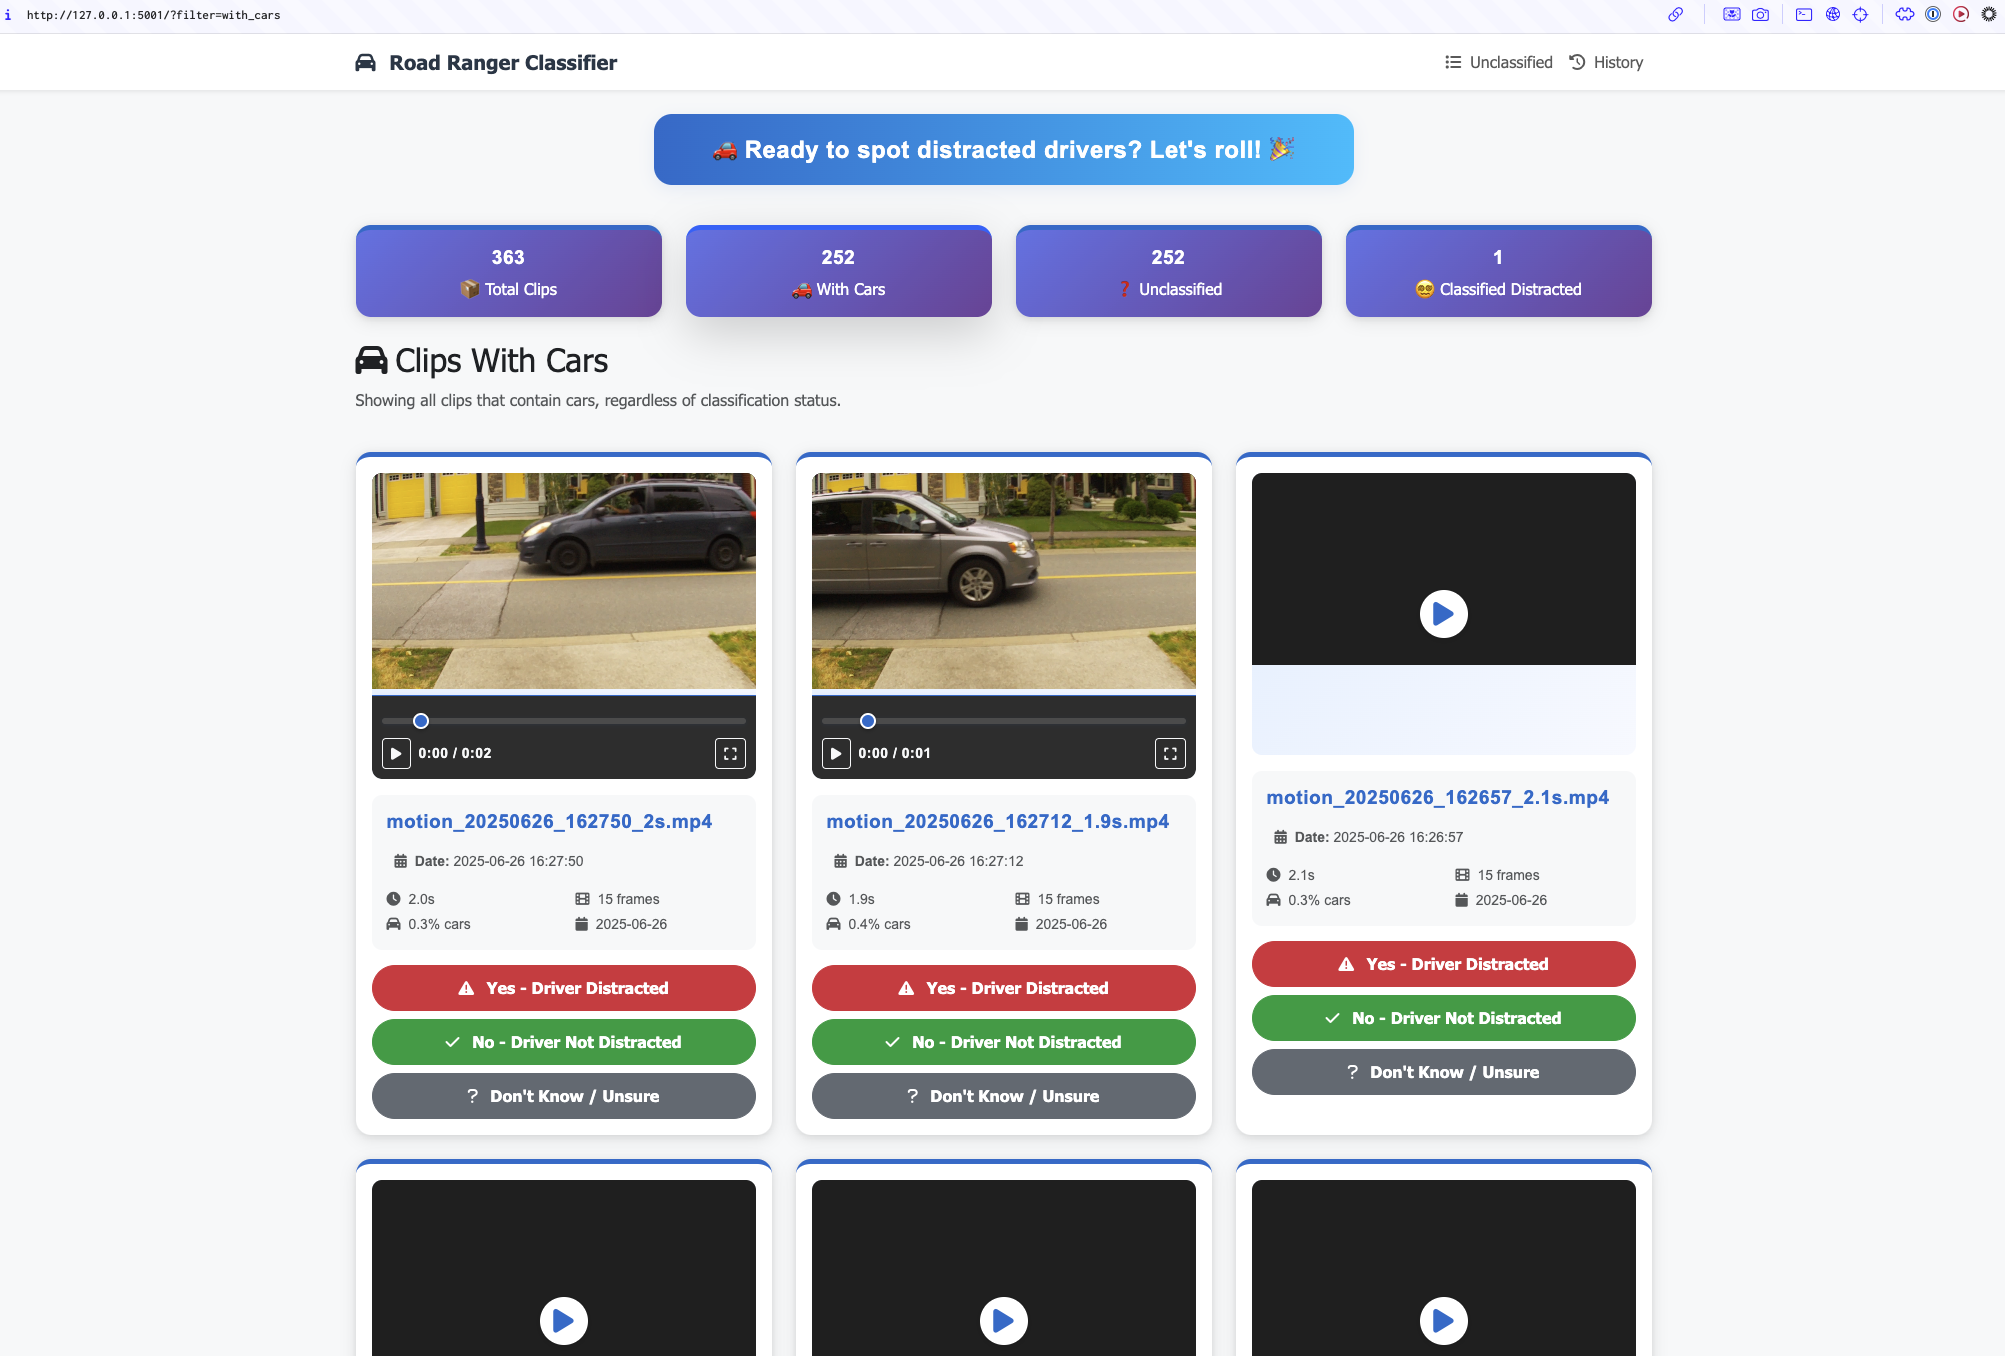 http://127.0.0.1:5001/?filter=with_cars
Road Ranger Classifier
Unclassified
History
🚗 Ready to spot distracted drivers? Let's roll! 🎉
363
📦 Total Clips
252
🚗 With Cars
252
❓ Unclassified
1
😵‍💫 Classified Distracted
Clips With Cars
Showing all clips that contain cars, regardless of classification status.
0:00 / 0:02
motion_20250626_162750_2s.mp4
Date: 2025-06-26 16:27:50
2.0s
15 frames
0.3% cars
2025-06-26
Yes - Driver Distracted
No - Driver Not Distracted
? Don't Know / Unsure
0:00 / 0:01
motion_20250626_162712_1.9s.mp4
Date: 2025-06-26 16:27:12
1.9s
15 frames
0.4% cars
2025-06-26
Yes - Driver Distracted
No - Driver Not Distracted
? Don't Know / Unsure
motion_20250626_162657_2.1s.mp4
Date: 2025-06-26 16:26:57
2.1s
15 frames
0.3% cars
2025-06-26
Yes - Driver Distracted
No - Driver Not Distracted
? Don't Know / Unsure